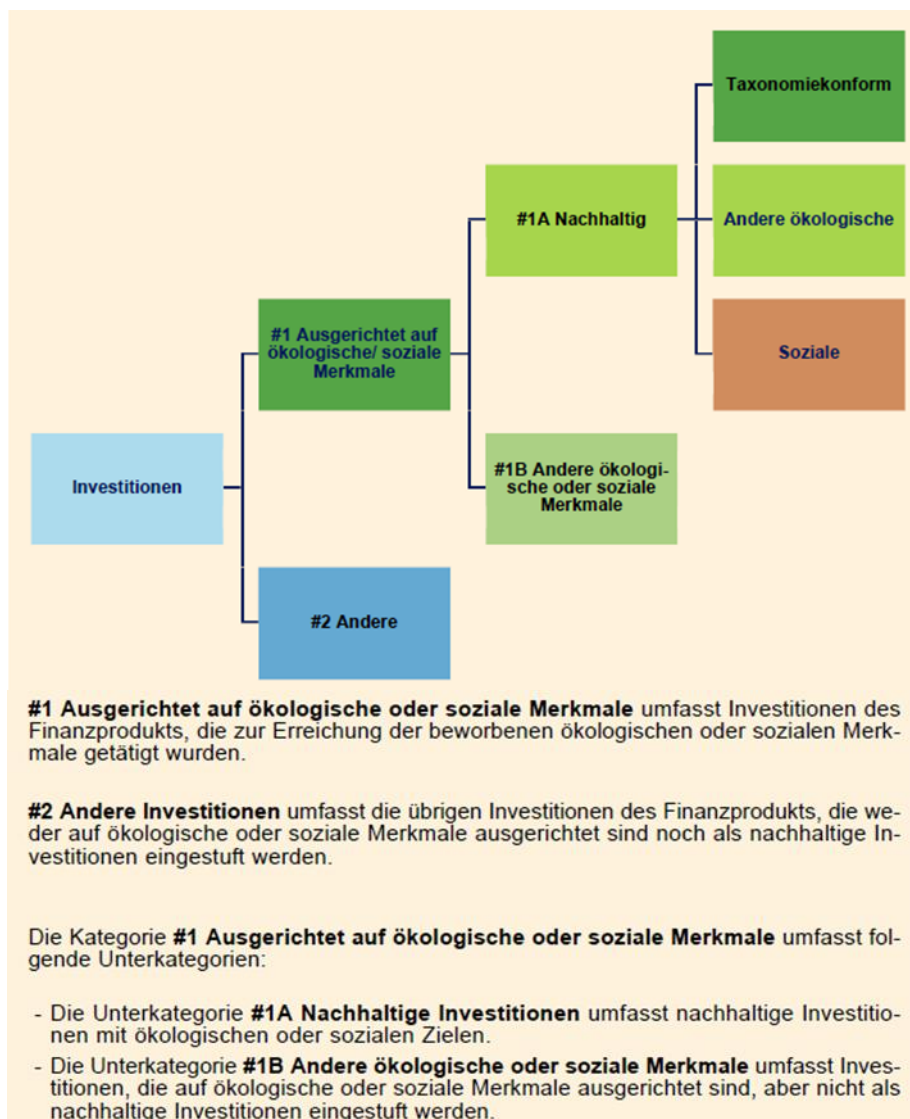 Taxonomiekonform
#1A Nachhaltig
Andere ökologische
#1 Ausgerichtet auf
ökologische/ soziale
Merkmale
Soziale
Investitionen
#1B Andere ökologi-
sche oder soziale
Merkmale
#2 Andere
#1 Ausgerichtet auf ökologische oder soziale Merkmale umfasst Investitionen des
Finanzprodukts, die zur Erreichung der beworbenen ökologischen oder sozialen Merk-
male getätigt wurden.
#2 Andere Investitionen umfasst die übrigen Investitionen des Finanzprodukts, die we-
der auf ökologische oder soziale Merkmale ausgerichtet sind noch als nachhaltige In-
vestitionen eingestuft werden.
Die Kategorie #1 Ausgerichtet auf ökologische oder soziale Merkmale umfasst fol-
gende Unterkategorien:
- Die Unterkategorie #1A Nachhaltige Investitionen umfasst nachhaltige Investitio-
nen mit ökologischen oder sozialen Zielen.
- Die Unterkategorie #1B Andere ökologische oder soziale Merkmale umfasst Inves-
titionen, die auf ökologische oder soziale Merkmale ausgerichtet sind, aber nicht als
nachhaltige Investitionen eingestuft werden.